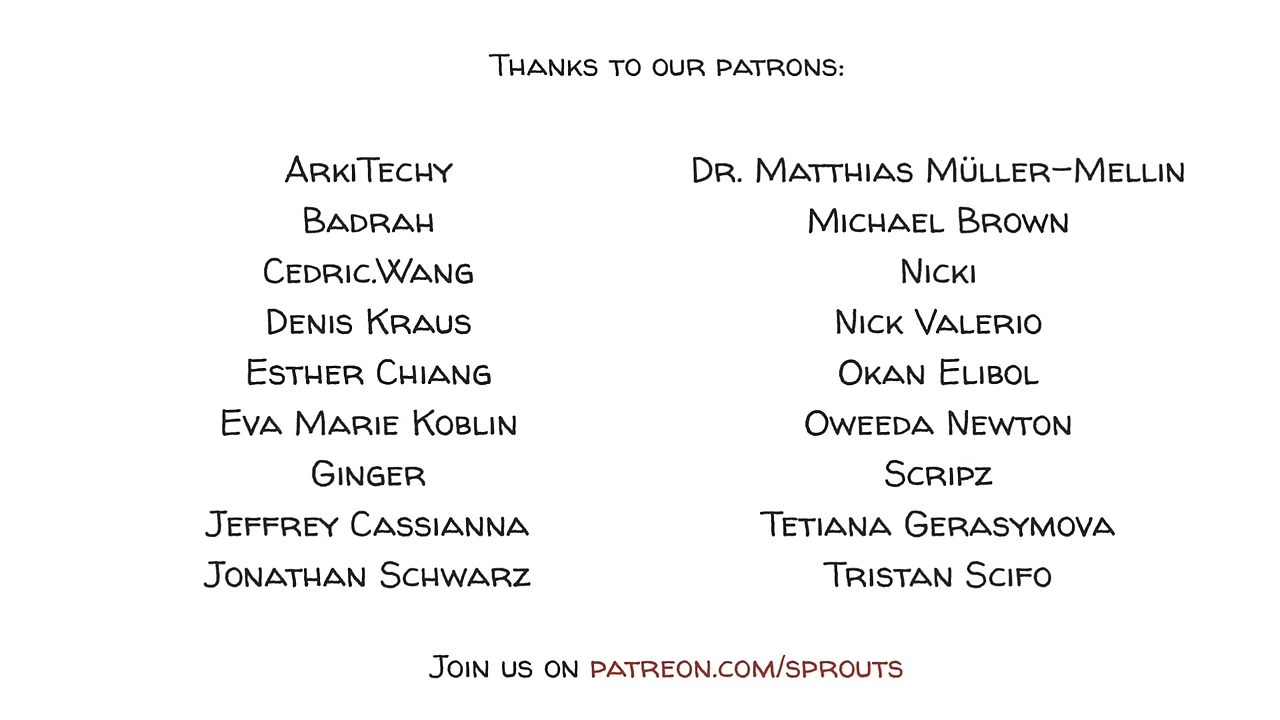 Thanks to our patrons:
ArkiTechy
Badrah
Cedric.Wang
Denis Kraus
Esther Chiang
Eva Marie Koblin
Ginger
Jeffrey Cassianna
Jonathan Schwarz
Dr. Matthias Müller-Mellin
Michael Brown
Nicki
Nick Valerio
Okan Elibol
Oweeda Newton
Scripz
Tetiana Gerasymova
Tristan Scifo
Join us on patreon.com/sprouts